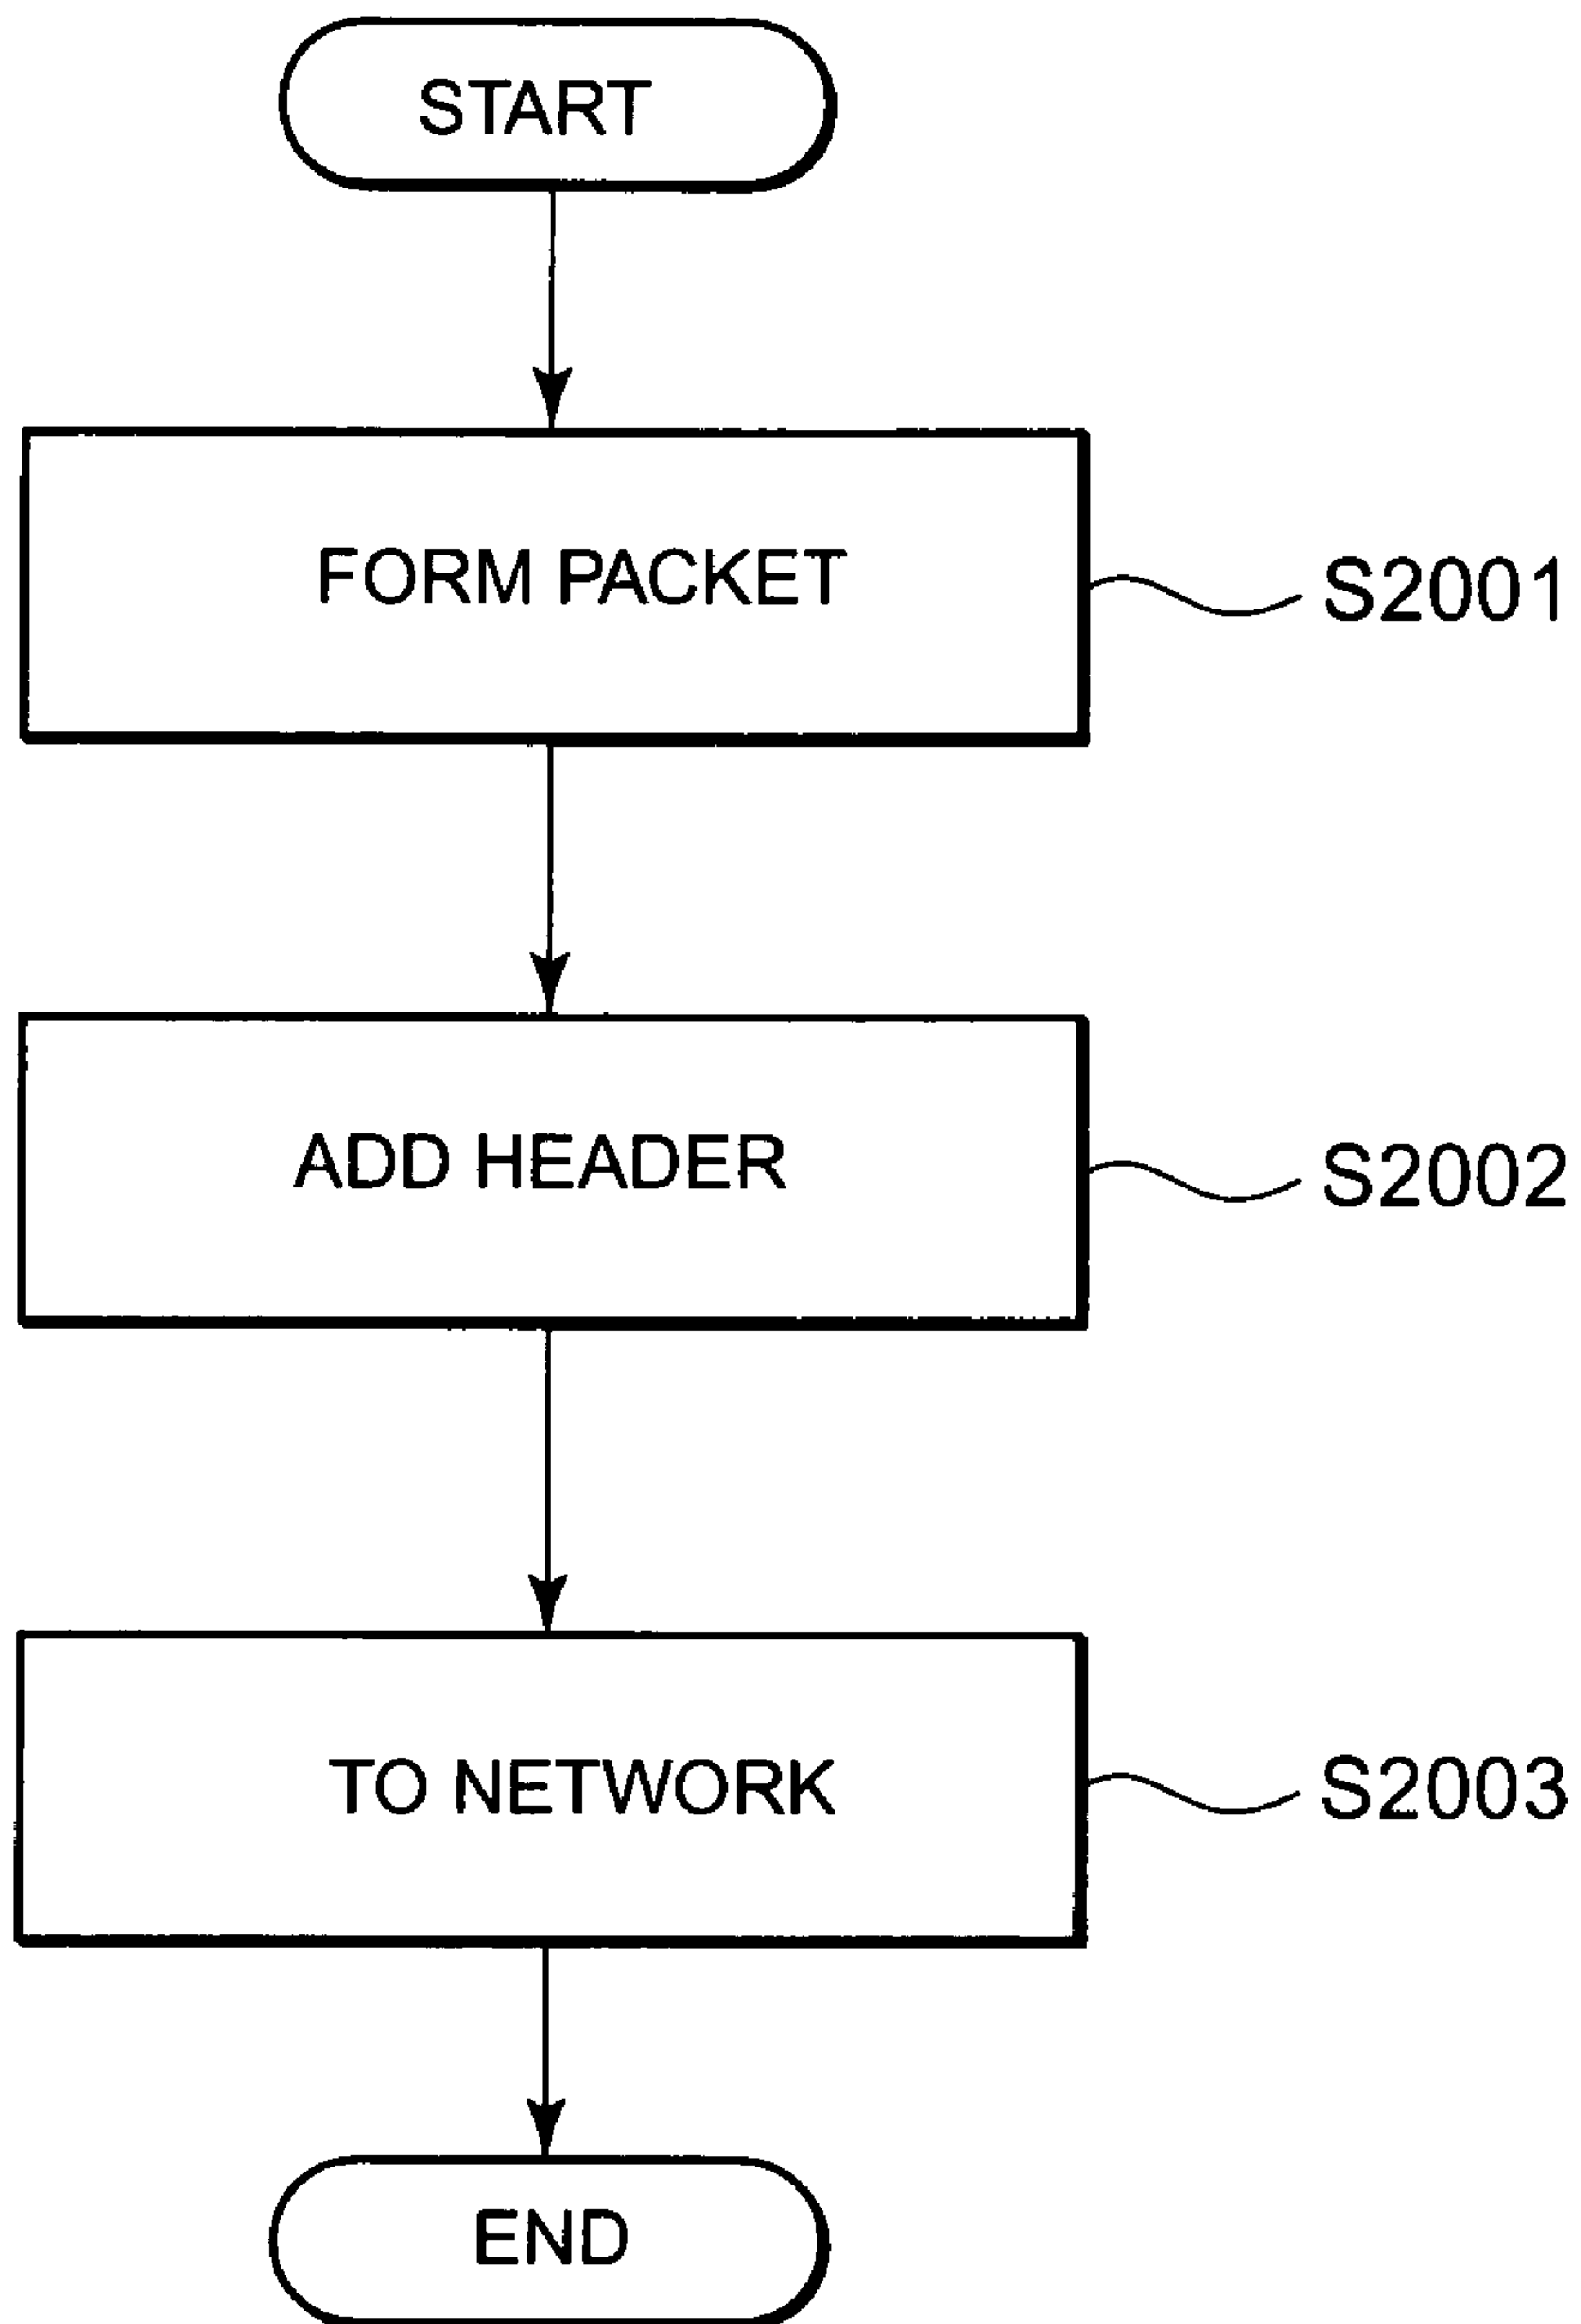 START
FORM PACKET
S2001
ADD HEADER
S2002
TO NETWORK
S2003
END